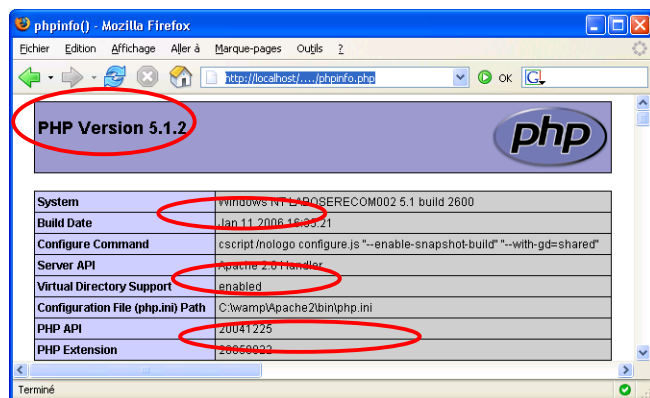 phpinfo() - Mozilla Firefox
Fichier Edition Affichage Aller à Marque-pages Outils ?
http://localhost/..../phpinfo.php OK G
PHP Version 5.1.2
php
System Windows NT LABOSERECOM002 5.1 build 2600
Build Date Jan 11 2006 16:35:21
Configure Command cscript /nologo configure.js "--enable-snapshot-build" "--with-gd=shared"
Server API Apache 2.0 Handler
Virtual Directory Support enabled
Configuration File (php.ini) Path C:\wamp\Apache2\bin\php.ini
PHP API 20041225
PHP Extension 20050922
Terminé